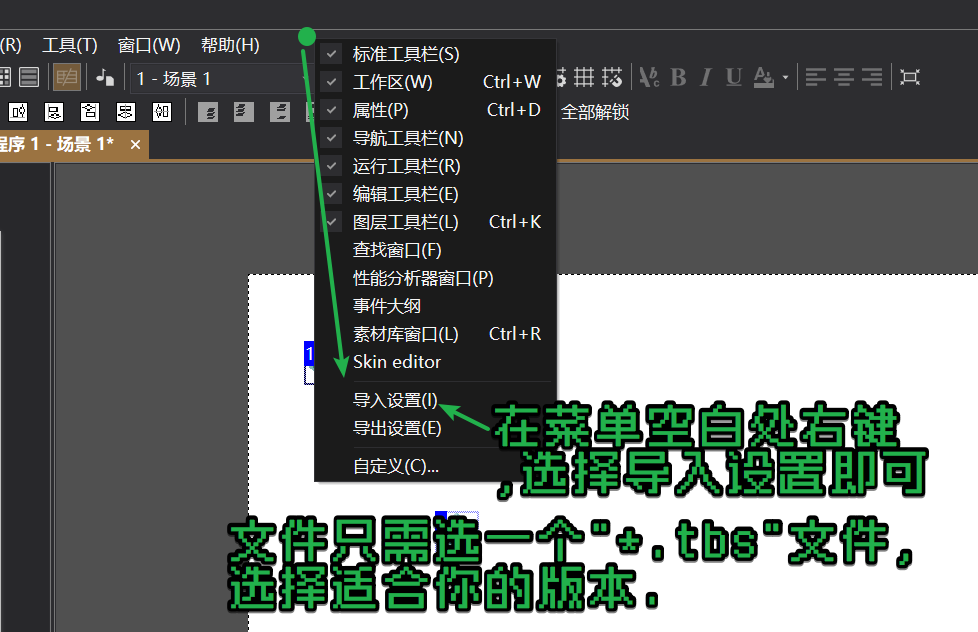 (R) 工具(T) 窗口(W) 帮助(H)
1 - 场景 1
B I U A
全部解锁
程序 1 - 场景 1* ×
标准工具栏(S)
工作区(W) Ctrl+W
属性(P) Ctrl+D
导航工具栏(N)
运行工具栏(R)
编辑工具栏(E)
图层工具栏(L) Ctrl+K
查找窗口(F)
性能分析器窗口(P)
事件大纲
素材库窗口(L) Ctrl+R
Skin editor
导入设置(I)
导出设置(E)
自定义(C)...
1
在菜单空白处右键
,选择导入设置即可
文件只需选一个"*.tbs"文件,
选择适合你的版本.